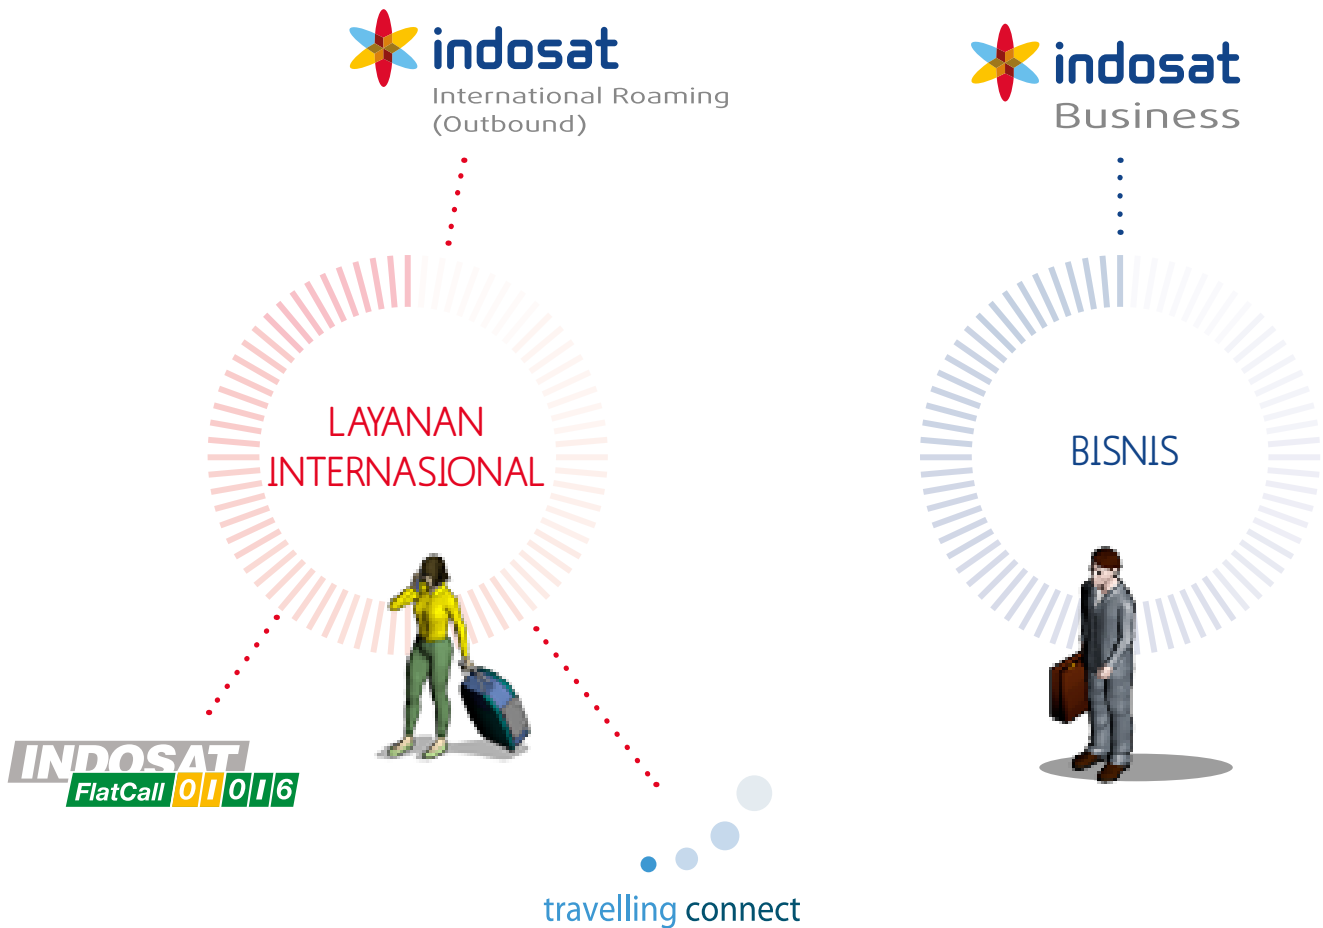 indosat
International Roaming
(Outbound)
indosat
Business
LAYANAN
INTERNASIONAL
BISNIS
INDOSAT
FlatCall 01016
travelling connect